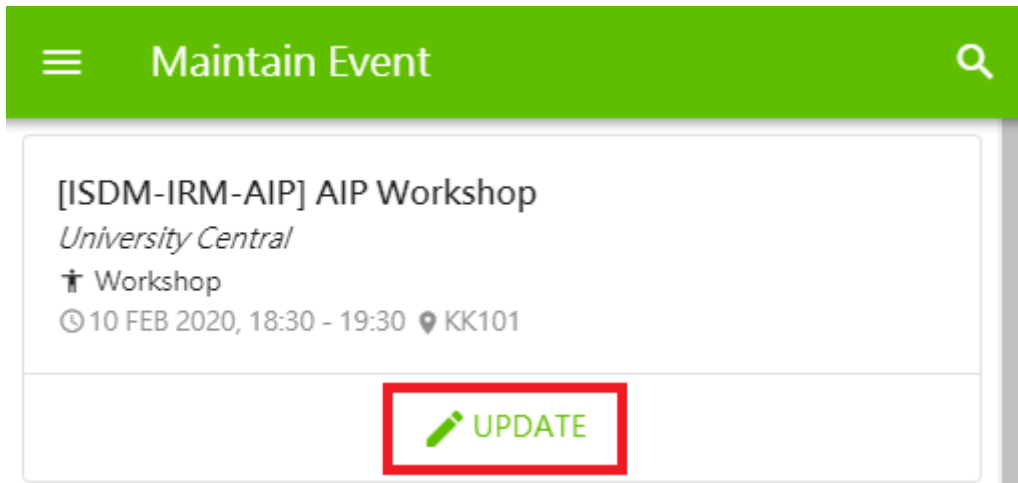 Maintain Event
[ISDM-IRM-AIP] AIP Workshop
University Central
Workshop
10 FEB 2020, 18:30 - 19:30 KK101
UPDATE